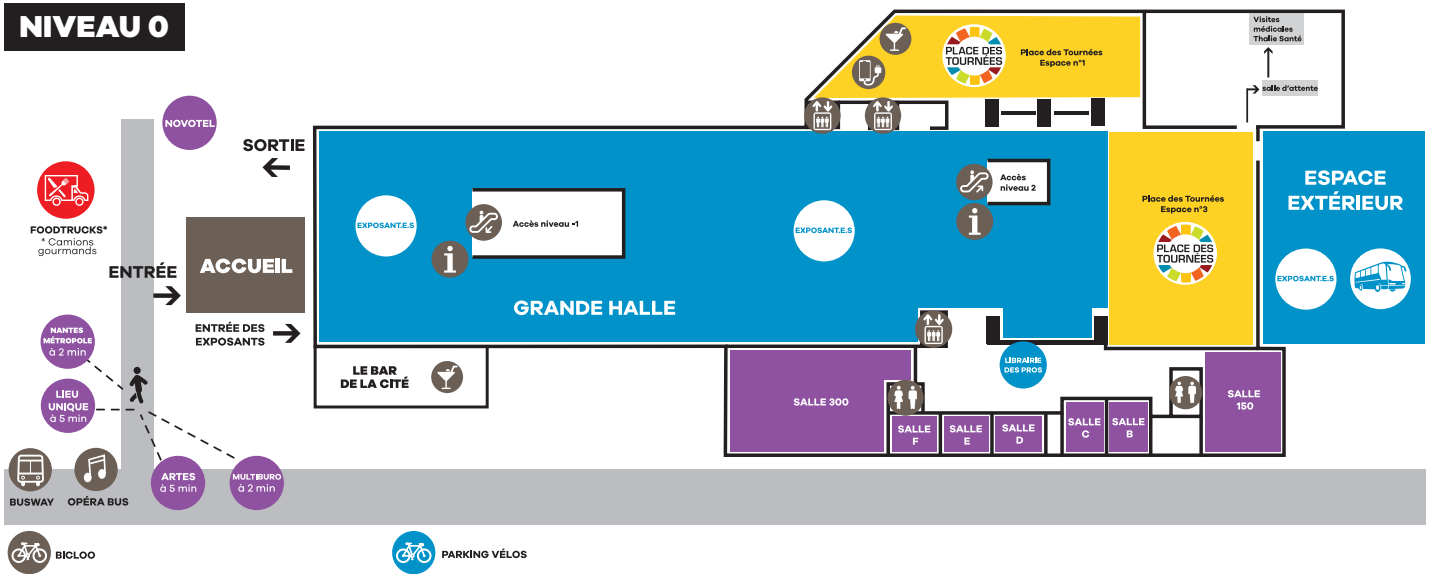 NIVEAU 0
Visites
médicales
Thalie Santé
salle d'attente
PLACE DES
TOURNÉES
Place des Tournées
Espace n°1
NOVOTEL
SORTIE
FOODTRUCKS*
* Camions
gourmands
ENTRÉE
ACCUEIL
ENTRÉE DES
EXPOSANTS
EXPOSANT.E.S
Accès niveau -1
i
GRANDE HALLE
EXPOSANT.E.S
Accès
niveau 2
i
Place des Tournées
Espace n°3
PLACE DES
TOURNÉES
ESPACE
EXTÉRIEUR
EXPOSANT.E.S
LE BAR
DE LA CITÉ
LIBRAIRIE
DES PROS
SALLE 300
SALLE
F
SALLE
E
SALLE
D
SALLE
C
SALLE
B
SALLE
150
NANTES
MÉTROPOLE
à 2 min
LIEU
UNIQUE
à 5 min
ARTES
à 5 min
MULTIBURO
à 2 min
BUSWAY
OPÉRA BUS
BICLOO
PARKING VÉLOS